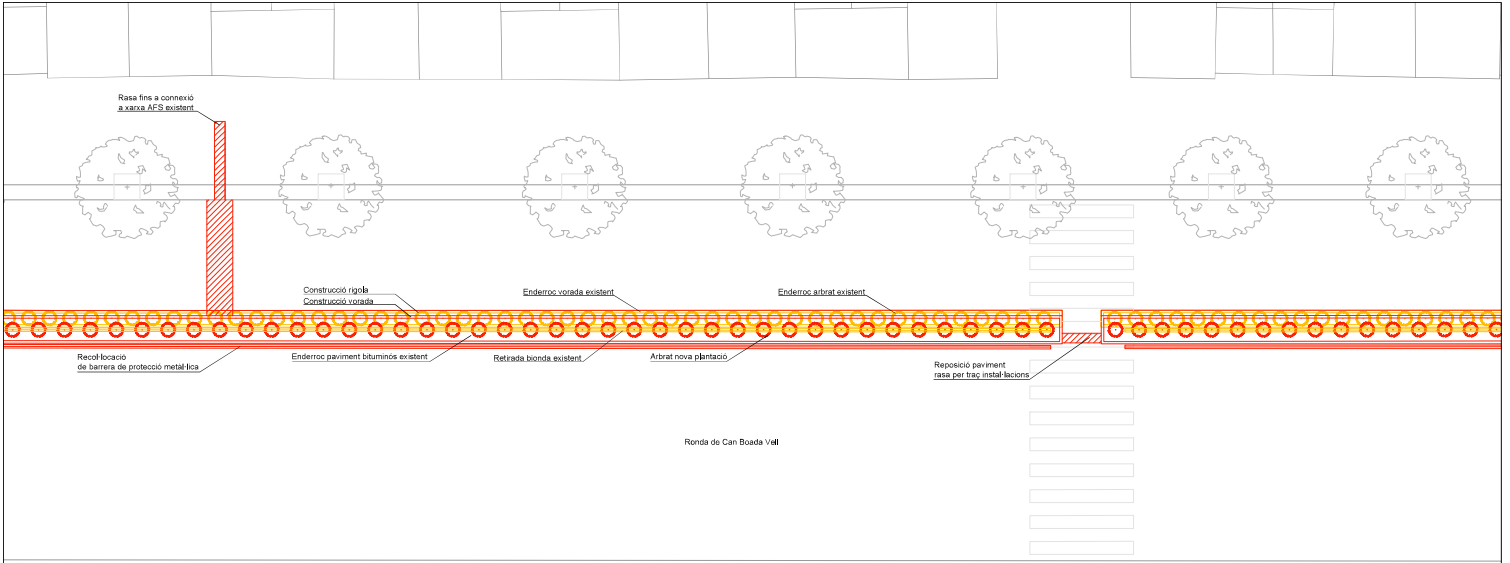 Rasa fins a connexió
a xarxa AFS existent
Construcció rigola
Construcció vorada
Enderroc vorada existent
Enderroc arbrat existent
Recol·locació
de barrera de protecció metàl·lica
Enderroc paviment bituminós existent
Retirada bionda existent
Arbrat nova plantació
Reposició paviment
rasa per traç instal·lacions
Ronda de Can Boada Vell